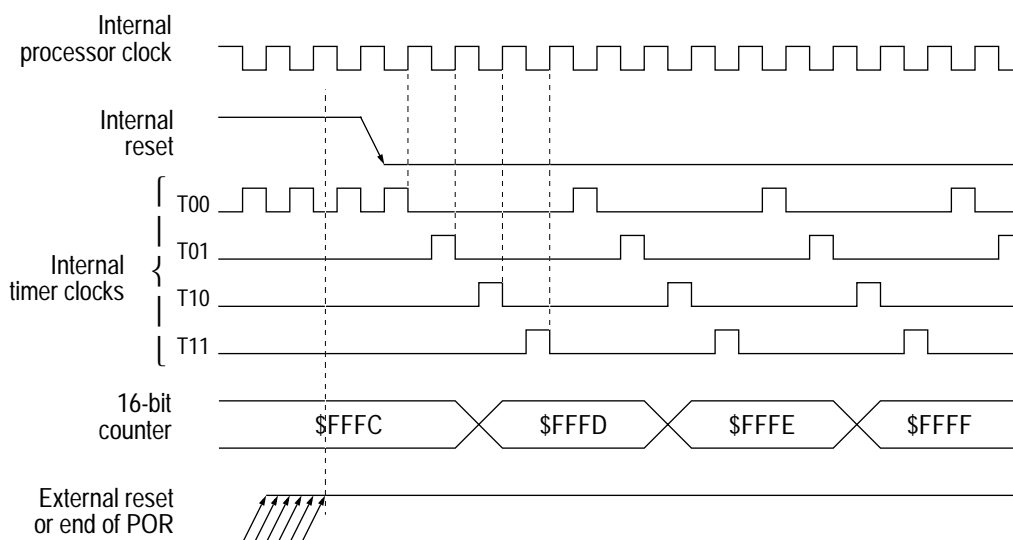 Internal
processor clock
Internal
reset
T00
T01
Internal
timer clocks
T10
T11
16-bit
counter
$FFFC
$FFFD
$FFFE
$FFFF
External reset
or end of POR